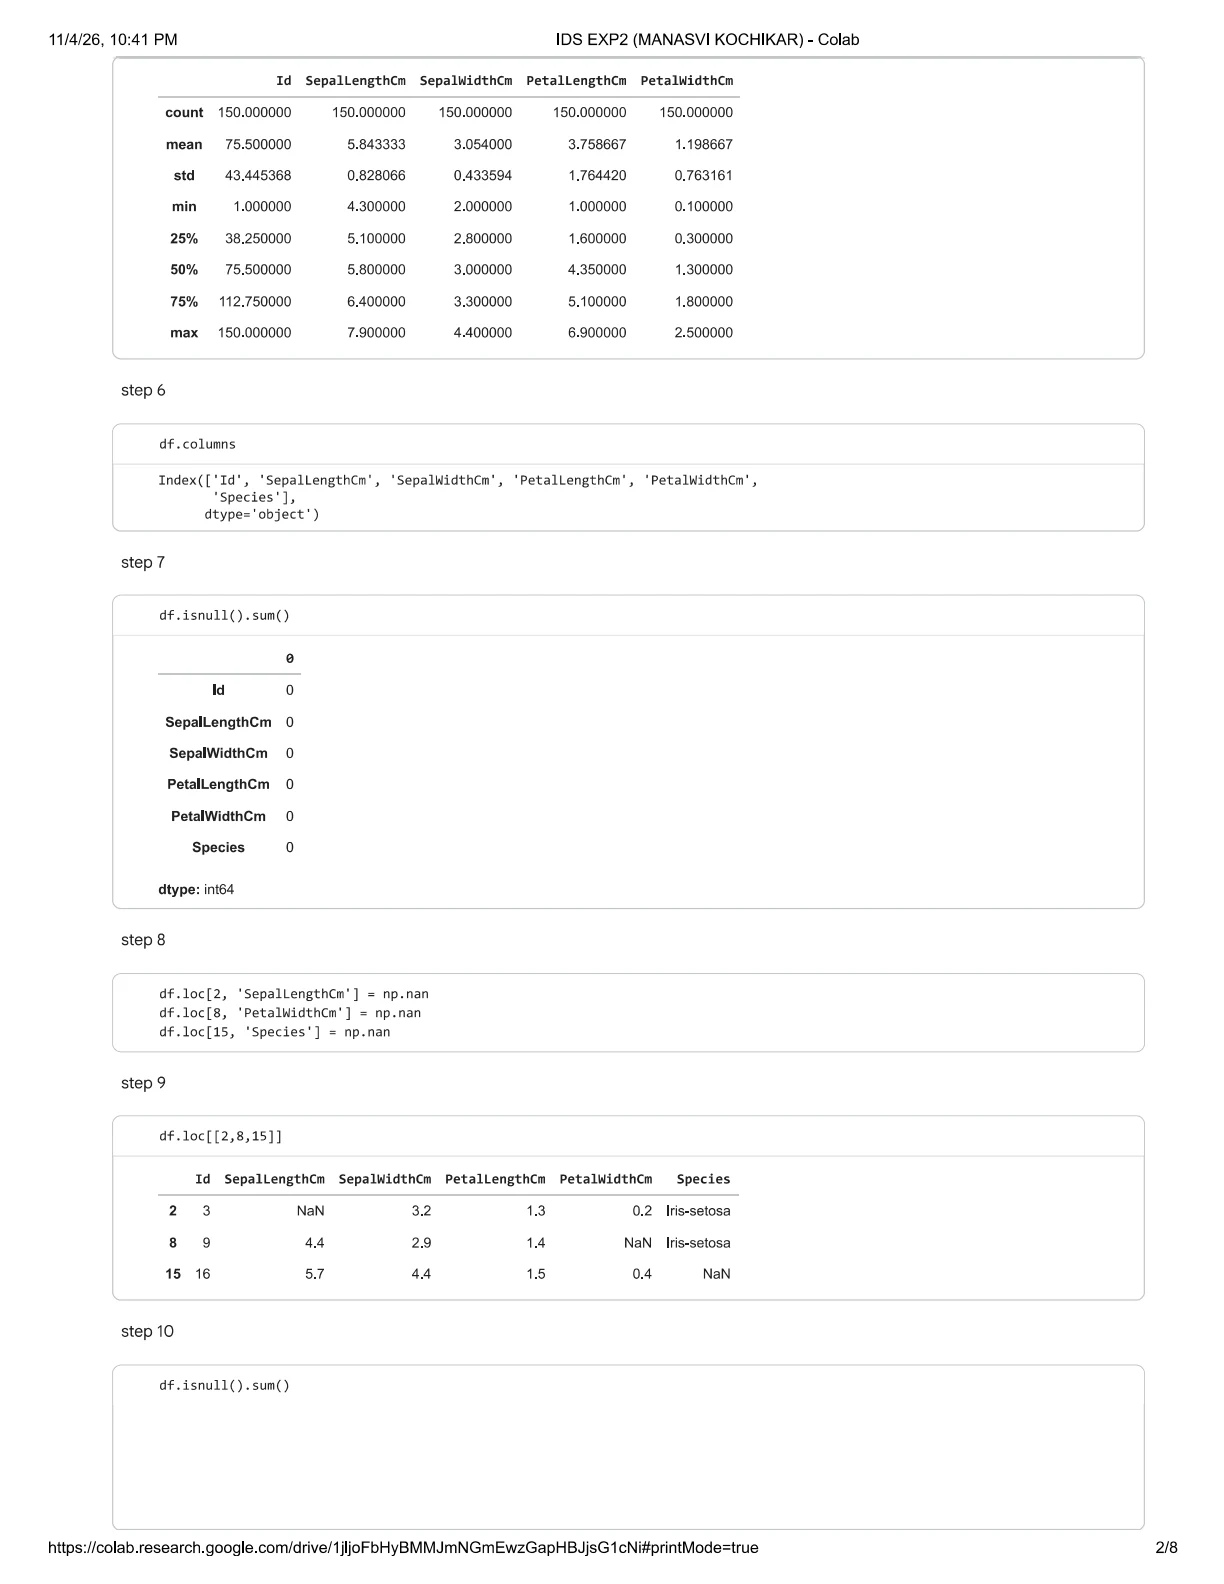 11/4/26, 10:41 PM IDS EXP2 (MANASVI KOCHIKAR) - Colab
Id SepalLengthCm SepalWidthCm PetalLengthCm PetalWidthCm
count 150.000000 150.000000 150.000000 150.000000 150.000000
mean 75.500000 5.843333 3.054000 3.758667 1.198667
std 43.445368 0.828066 0.433594 1.764420 0.763161
min 1.000000 4.300000 2.000000 1.000000 0.100000
25% 38.250000 5.100000 2.800000 1.600000 0.300000
50% 75.500000 5.800000 3.000000 4.350000 1.300000
75% 112.750000 6.400000 3.300000 5.100000 1.800000
max 150.000000 7.900000 4.400000 6.900000 2.500000
step 6
df.columns
Index(['Id', 'SepalLengthCm', 'SepalWidthCm', 'PetalLengthCm', 'PetalWidthCm',
'Species'],
dtype='object')
step 7
df.isnull().sum()
0
Id 0
SepalLengthCm 0
SepalWidthCm 0
PetalLengthCm 0
PetalWidthCm 0
Species 0
dtype: int64
step 8
df.loc[2, 'SepalLengthCm'] = np.nan
df.loc[8, 'PetalWidthCm'] = np.nan
df.loc[15, 'Species'] = np.nan
step 9
df.loc[[2,8,15]]
Id SepalLengthCm SepalWidthCm PetalLengthCm PetalWidthCm Species
2 3 NaN 3.2 1.3 0.2 Iris-setosa
8 9 4.4 2.9 1.4 NaN Iris-setosa
15 16 5.7 4.4 1.5 0.4 NaN
step 10
df.isnull().sum()
https://colab.research.google.com/drive/1jljoFbHyBMMJmNGmEwzGapHBJjsG1cNi#printMode=true 2/8